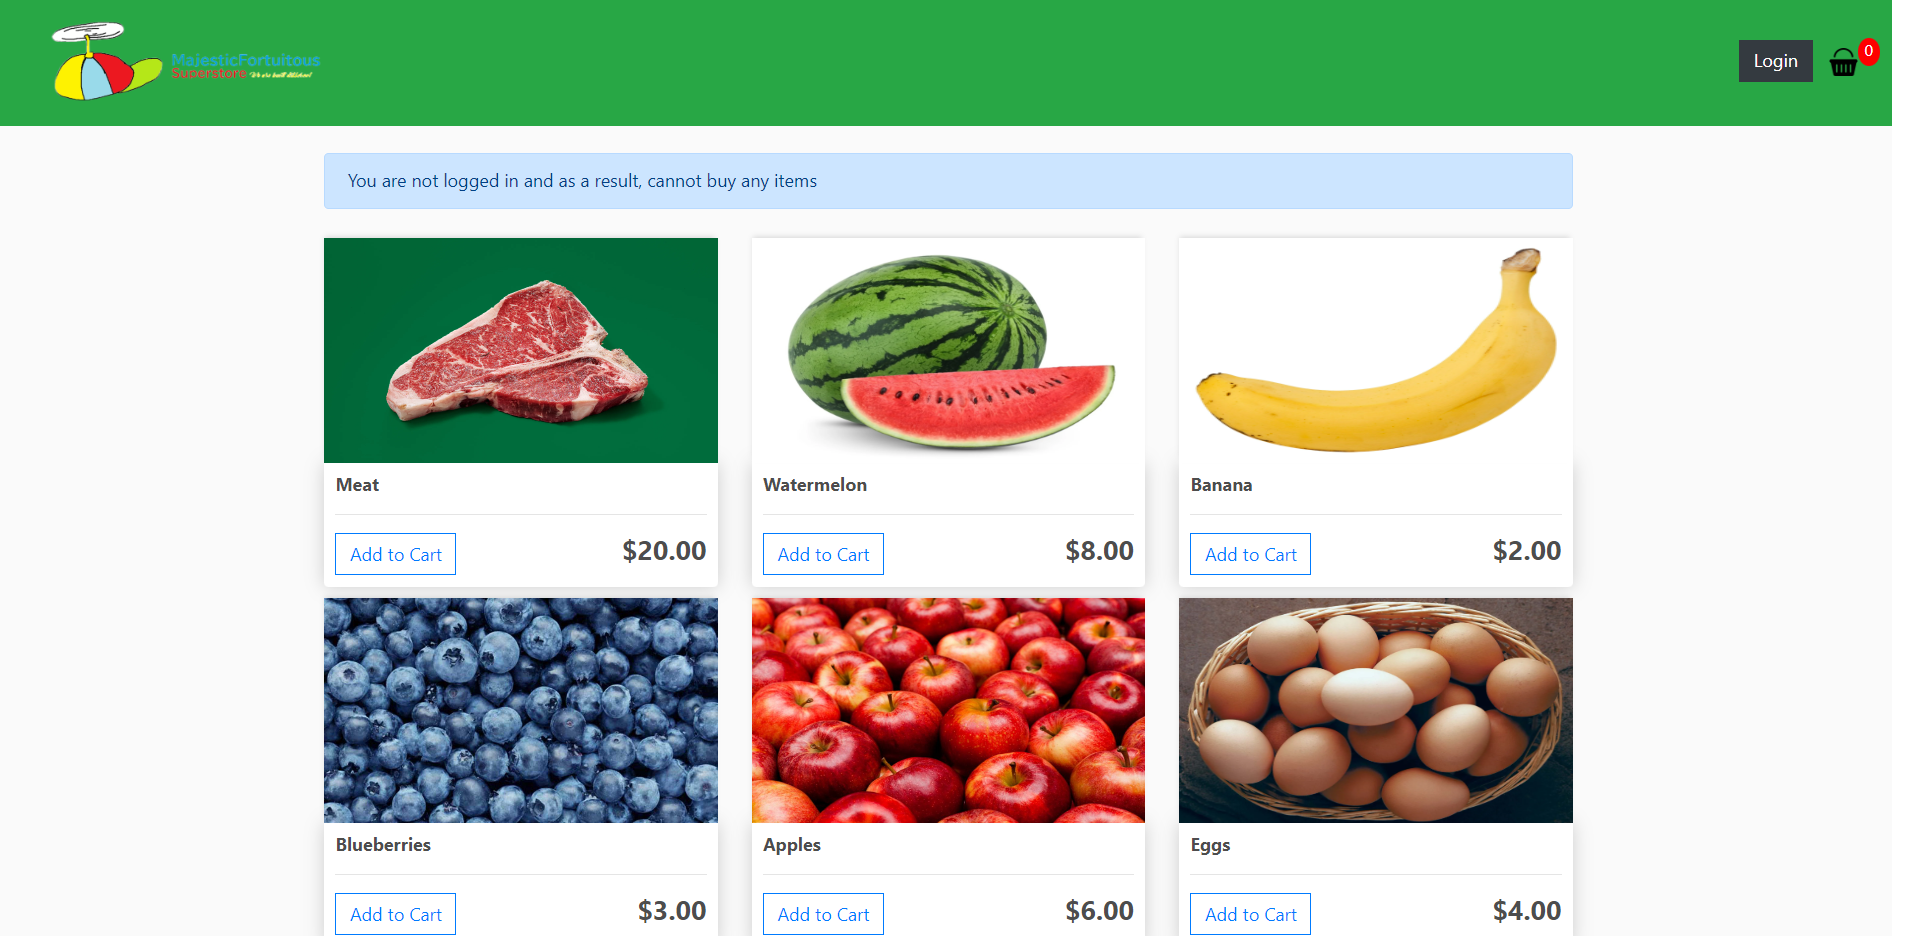 MajesticFortuitous
Superstore
Login
0
You are not logged in and as a result, cannot buy any items
Meat
Add to Cart
$20.00
Watermelon
Add to Cart
$8.00
Banana
Add to Cart
$2.00
Blueberries
Add to Cart
$3.00
Apples
Add to Cart
$6.00
Eggs
Add to Cart
$4.00